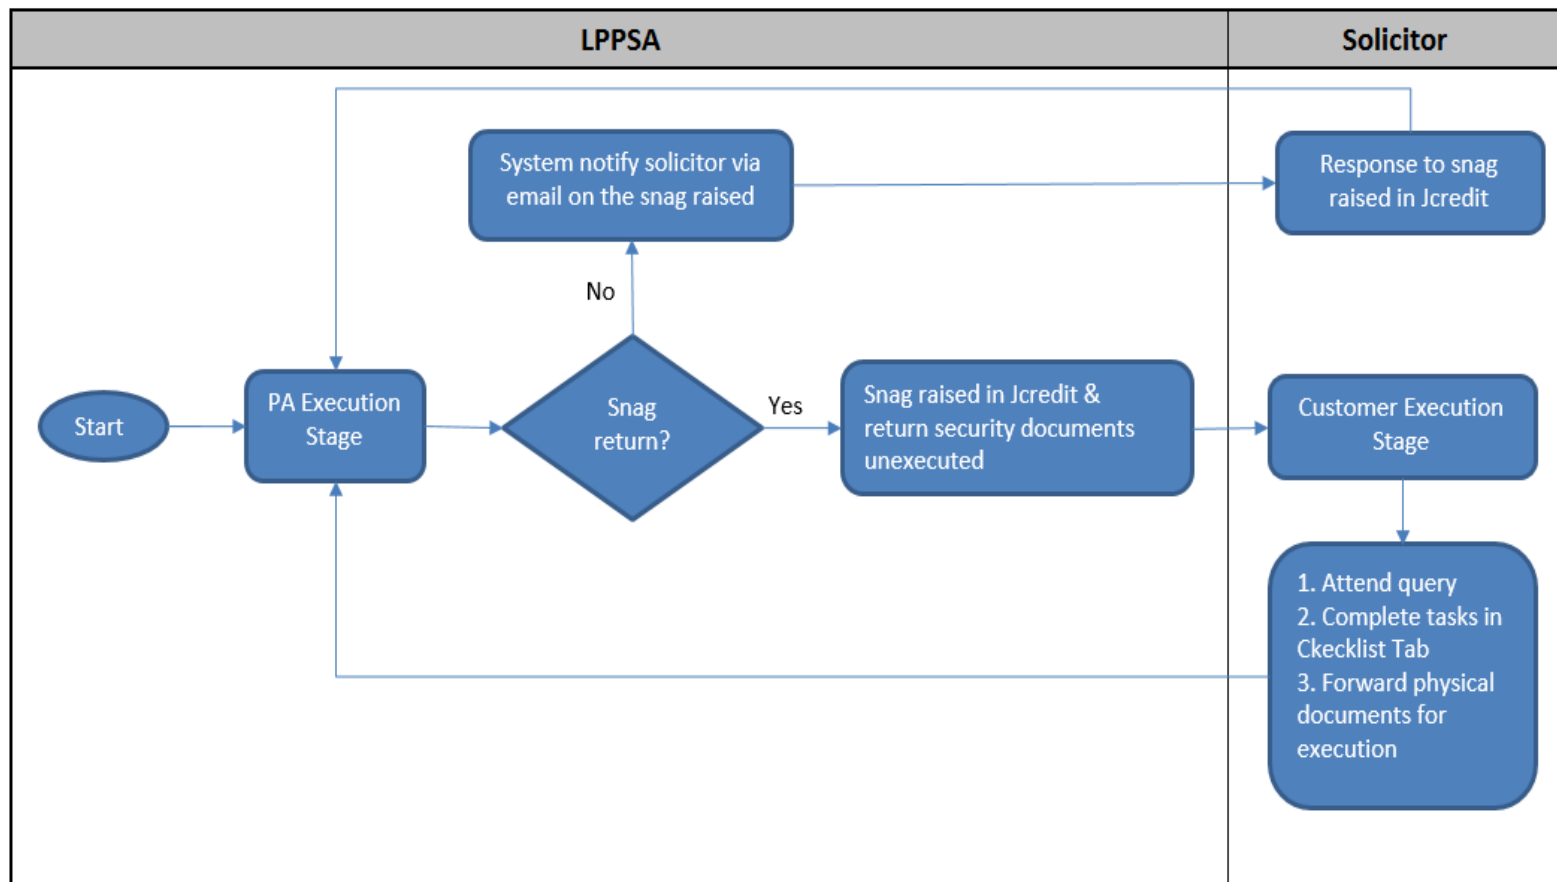 LPPSA
Solicitor
System notify solicitor via
email on the snag raised
Response to snag
raised in Jcredit
No
Start
PA Execution
Stage
Snag
return?
Yes
Snag raised in Jcredit &
return security documents
unexecuted
Customer Execution
Stage
1. Attend query
2. Complete tasks in
Ckecklist Tab
3. Forward physical
documents for
execution